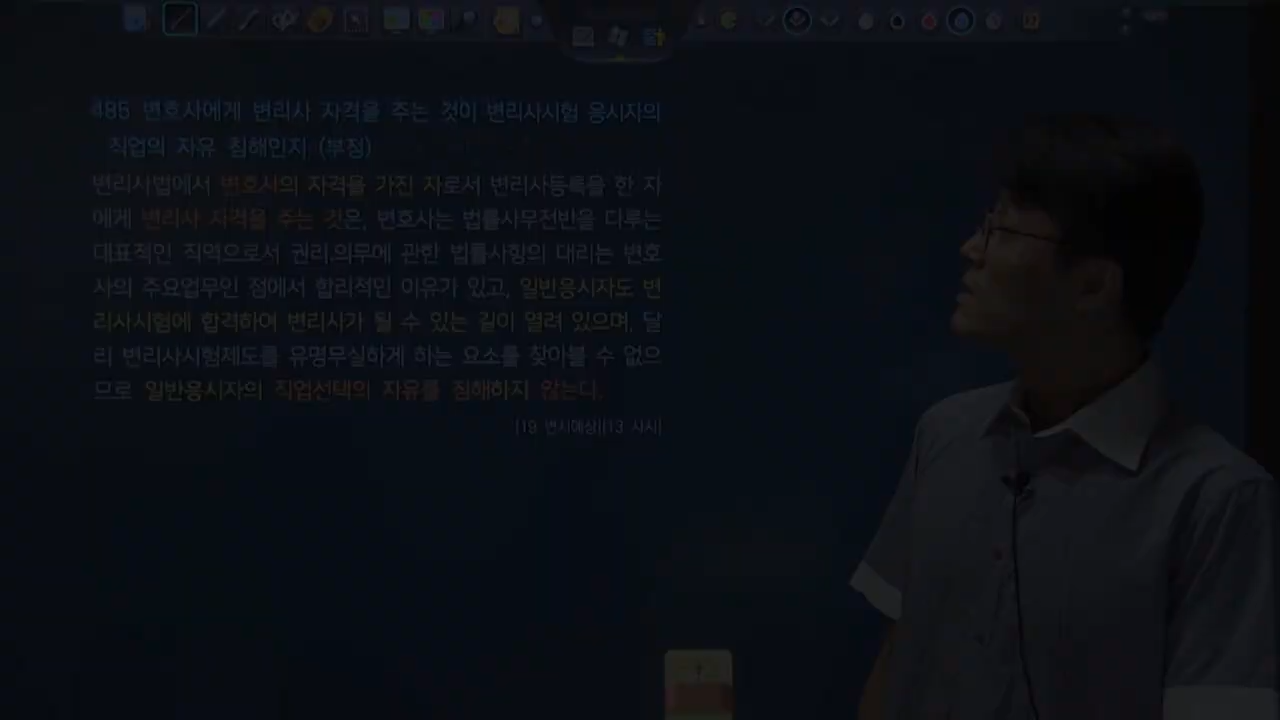 485 변호사에게 변리사 자격을 주는 것이 변리사시험 응시자의
직업의 자유 침해인지 (부정)
변리사법에서 변호사의 자격을 가진 자로서 변리사등록을 한 자
에게 변리사 자격을 주는 것은, 변호사는 법률사무전반을 다루는
대표적인 직역으로서 권리,의무에 관한 법률사항의 대리는 변호
사의 주요업무인 점에서 합리적인 이유가 있고, 일반응시자도 변
리사시험에 합격하여 변리사가 될 수 있는 길이 열려 있으며, 달
리 변리사시험제도를 유명무실하게 하는 요소를 찾아볼 수 없으
므로 일반응시자의 직업선택의 자유를 침해하지 않는다.
[19 변시예상][13 사시]